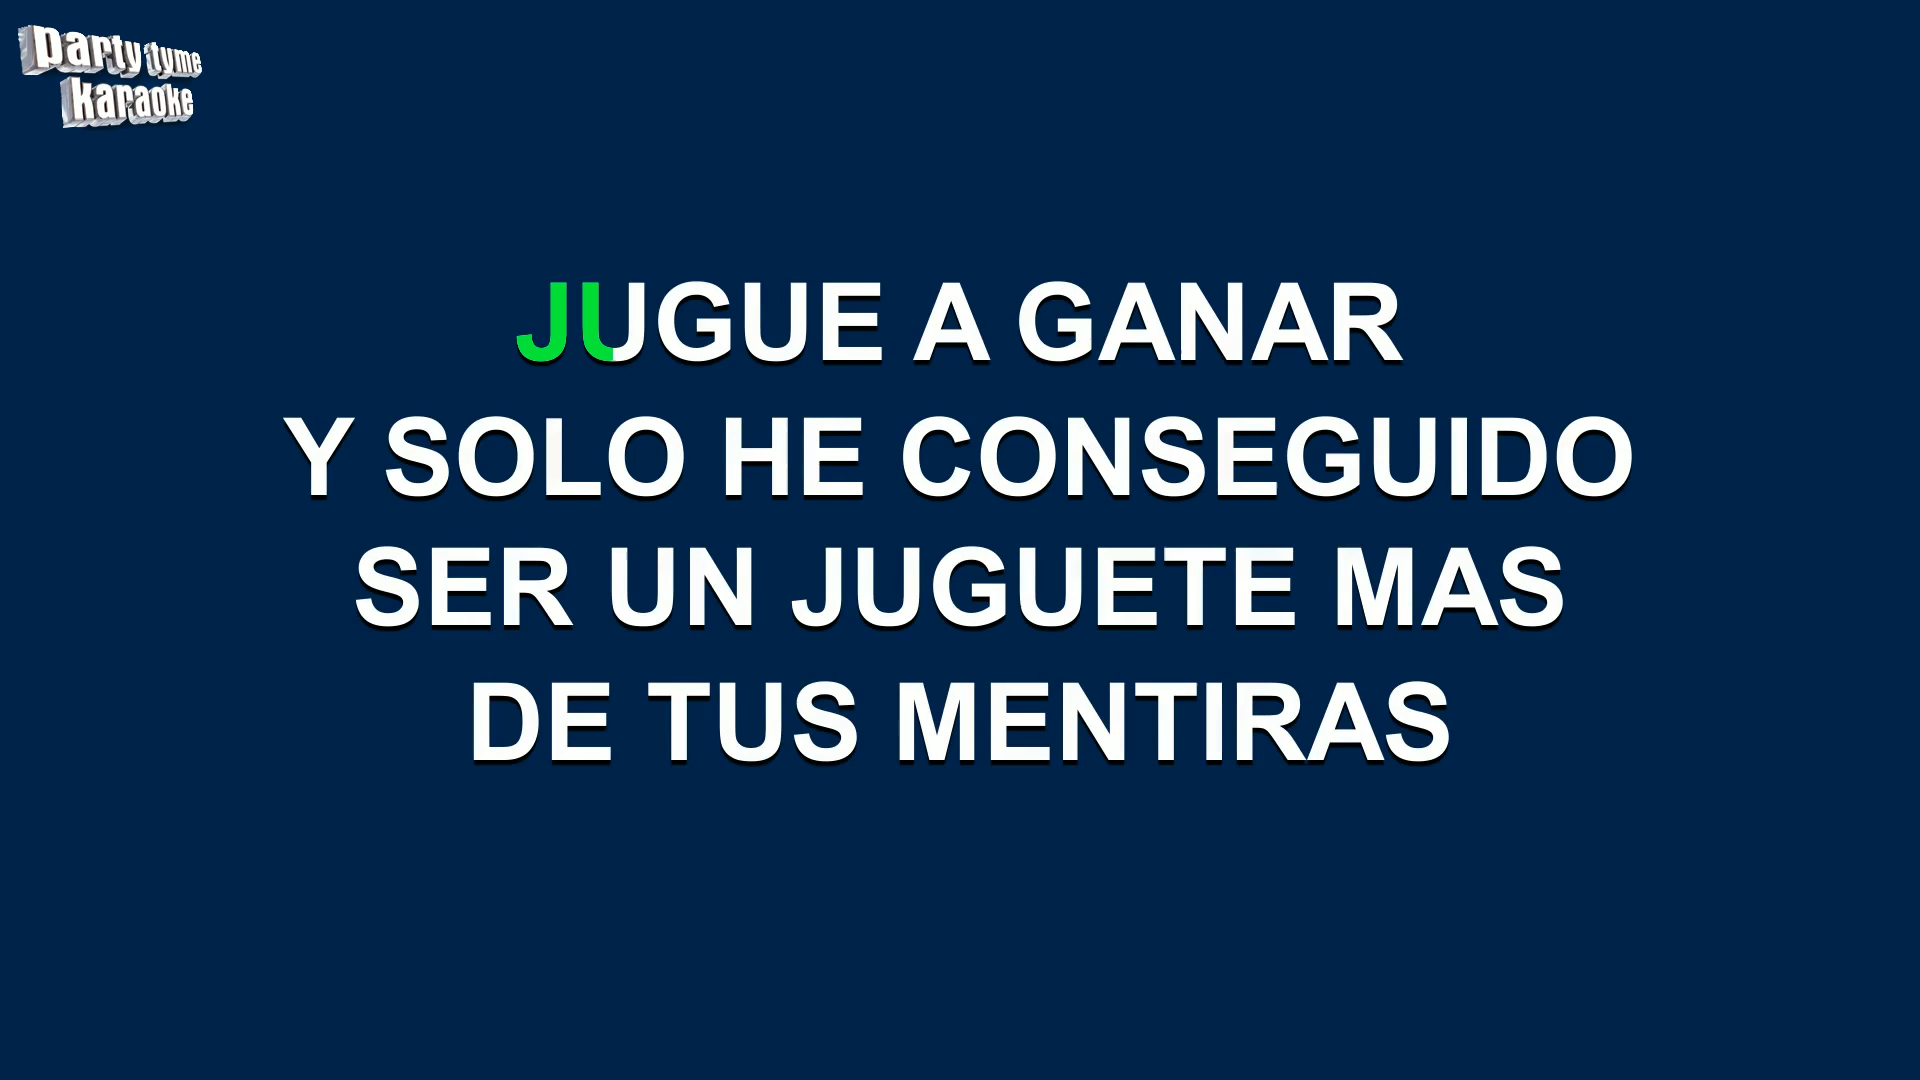 party tyme
karaoke
JUGUE A GANAR
Y SOLO HE CONSEGUIDO
SER UN JUGUETE MAS
DE TUS MENTIRAS